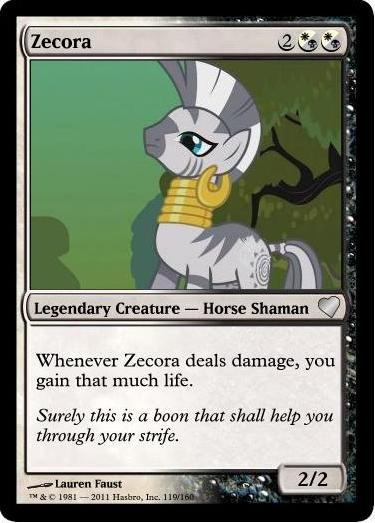 Zecora 2
Legendary Creature — Horse Shaman
Whenever Zecora deals damage, you
gain that much life.
Surely this is a boon that shall help you
through your strife.
Lauren Faust
2/2
™ & © 1981 — 2011 Hasbro, Inc. 119/160